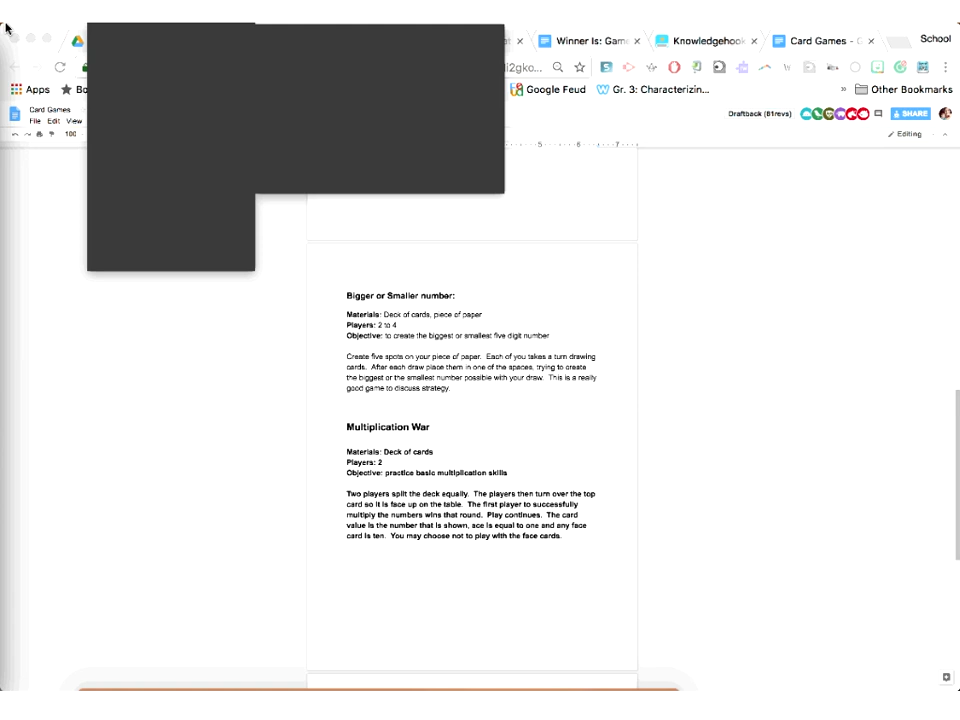 Winner Is: Gam
Knowledgehook
Card Games - G
School
i2gko...
Apps
Google Feud
Gr. 3: Characterizin...
Other Bookmarks
Card Games
File Edit View
Draftback (81revs)
SHARE
100
Editing
5 6 7
Bigger or Smaller number:
Materials: Deck of cards, piece of paper
Players: 2 to 4
Objective: to create the biggest or smallest five digit number
Create five spots on your piece of paper. Each of you takes a turn drawing
cards. After each draw place them in one of the spaces, trying to create
the biggest or the smallest number possible with your draw. This is a really
good game to discuss strategy.
Multiplication War
Materials: Deck of cards
Players: 2
Objective: practice basic multiplication skills
Two players split the deck equally. The players then turn over the top
card so it is face up on the table. The first player to successfully
multiply the numbers wins that round. Play continues. The card
value is the number that is shown, ace is equal to one and any face
card is ten. You may choose not to play with the face cards.